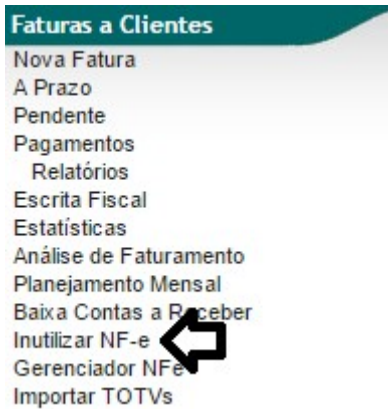 Faturas a Clientes
Nova Fatura
A Prazo
Pendente
Pagamentos
Relatórios
Escrita Fiscal
Estatísticas
Análise de Faturamento
Planejamento Mensal
Baixa Contas a Receber
Inutilizar NF-e
Gerenciador NFe
Importar TOTVs